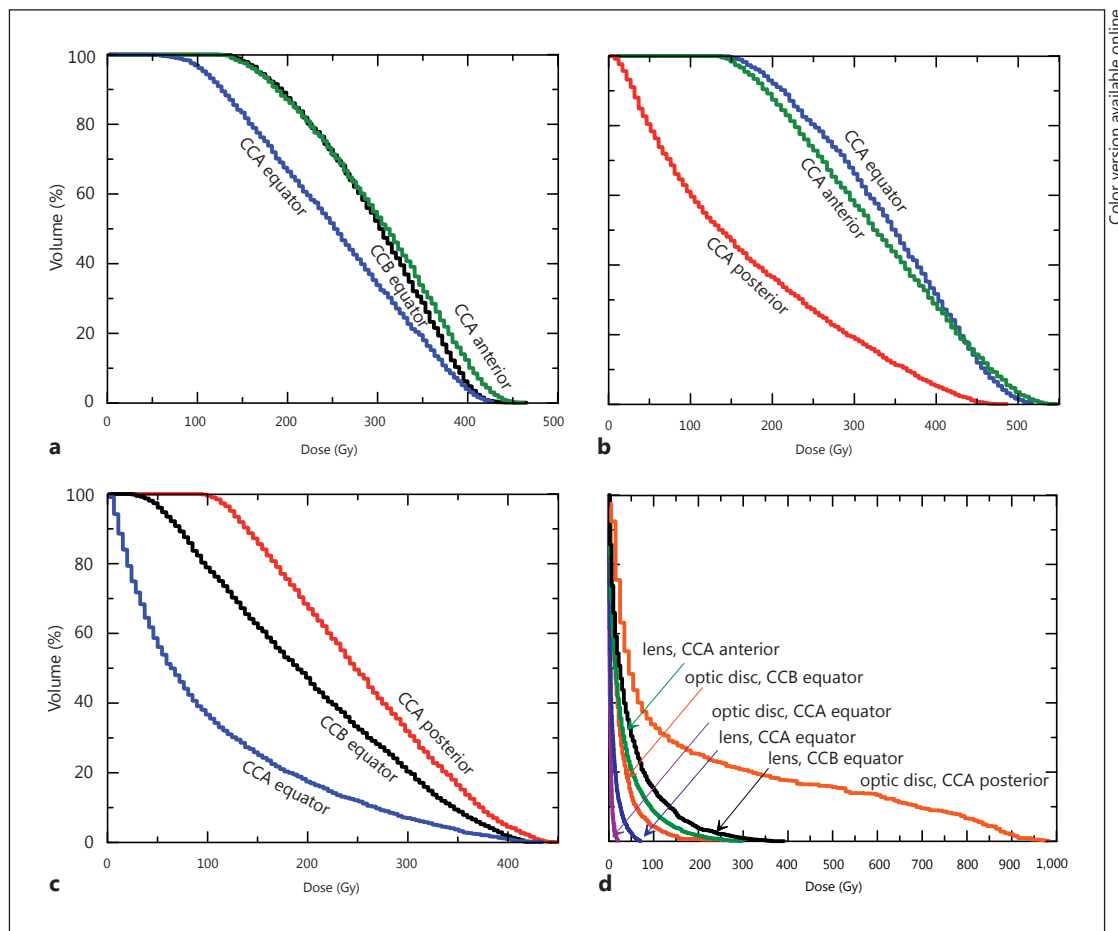 Color version available online
100
80
60
40
20
0
Volume (%)
CCA equator
CCB equator
CCA anterior
0 100 200 300 400 500
Dose (Gy)
a
CCA equator
CCA anterior
CCA posterior
0 100 200 300 400 500
Dose (Gy)
b
100
80
60
40
20
0
Volume (%)
CCA posterior
CCB equator
CCA equator
0 100 200 300 400
Dose (Gy)
c
lens, CCA anterior
optic disc, CCB equator
optic disc, CCA equator
lens, CCA equator
lens, CCB equator
optic disc, CCA posterior
0 100 200 300 400 500 600 700 800 900 1,000
Dose (Gy)
d